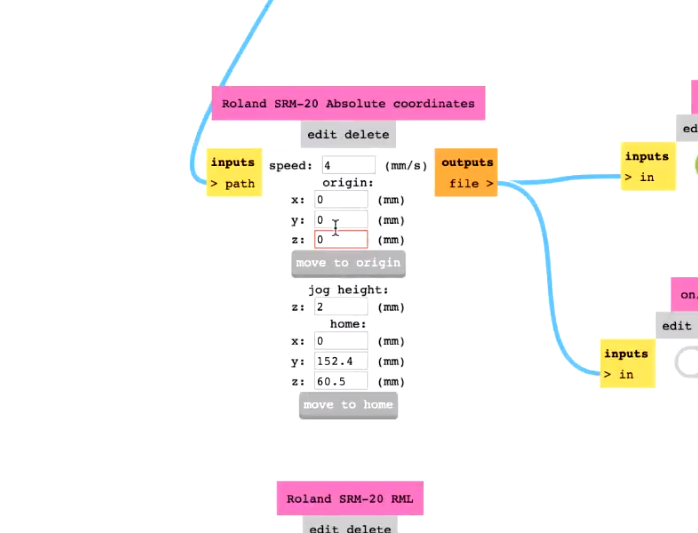 Roland SRM-20 Absolute coordinates
edit delete
inputs
> path
speed: 4 (mm/s)
origin:
x: 0 (mm)
y: 0 (mm)
z: 0 (mm)
move to origin
jog height:
z: 2 (mm)
home:
x: 0 (mm)
y: 152.4 (mm)
z: 60.5 (mm)
move to home
outputs
file >
ed
inputs
> in
on
edit
inputs
> in
Roland SRM-20 RML
edit delete